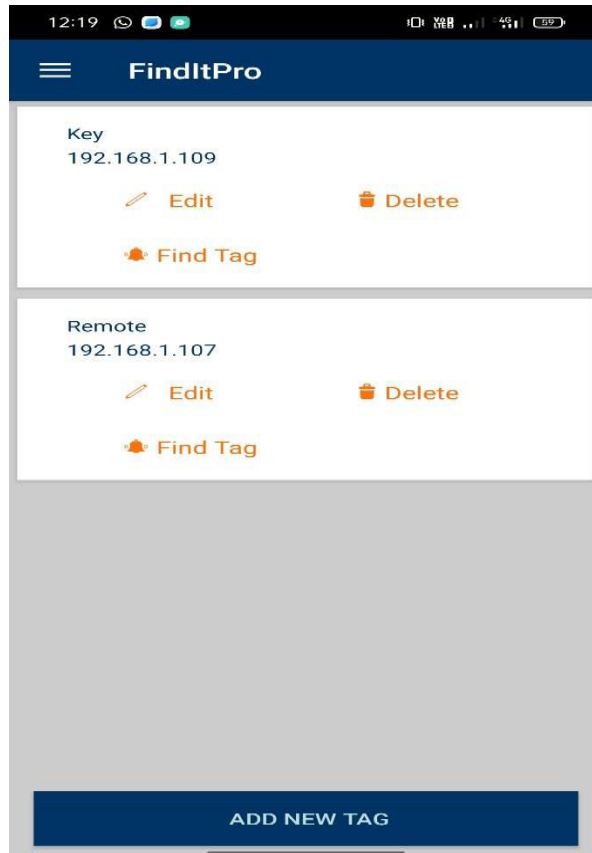 12:19 4G 59
FindItPro
Key
192.168.1.109
Edit Delete
Find Tag
Remote
192.168.1.107
Edit Delete
Find Tag
ADD NEW TAG